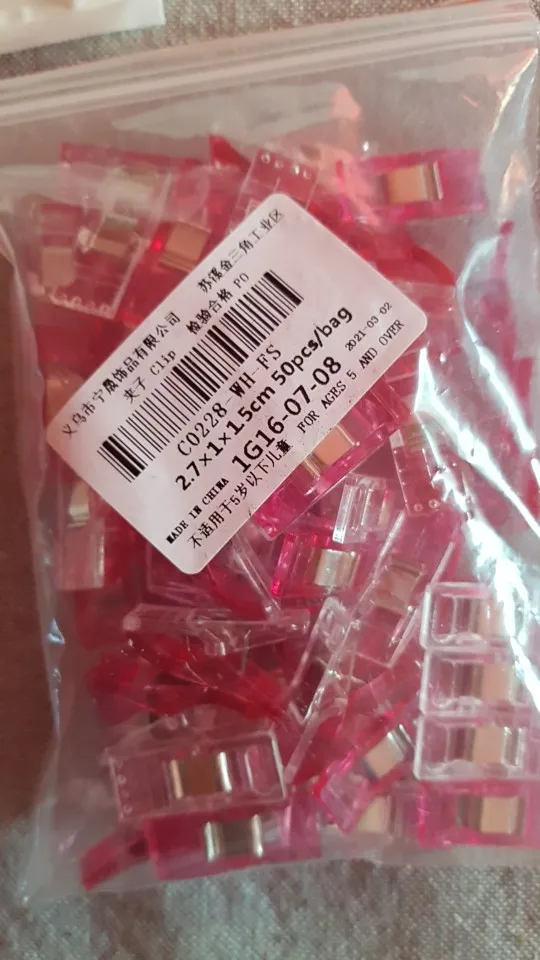 义乌市宁晟饰品有限公司 苏溪金三角工业区
夹子 Clip 检验合格 PO
C0228-WH-FS
2.7×1×1.5cm 50pcs/bag
1G16-07-08 2021-03-02
MADE IN CHINA FOR AGES 5 AND OVER
不适用于5岁以下儿童